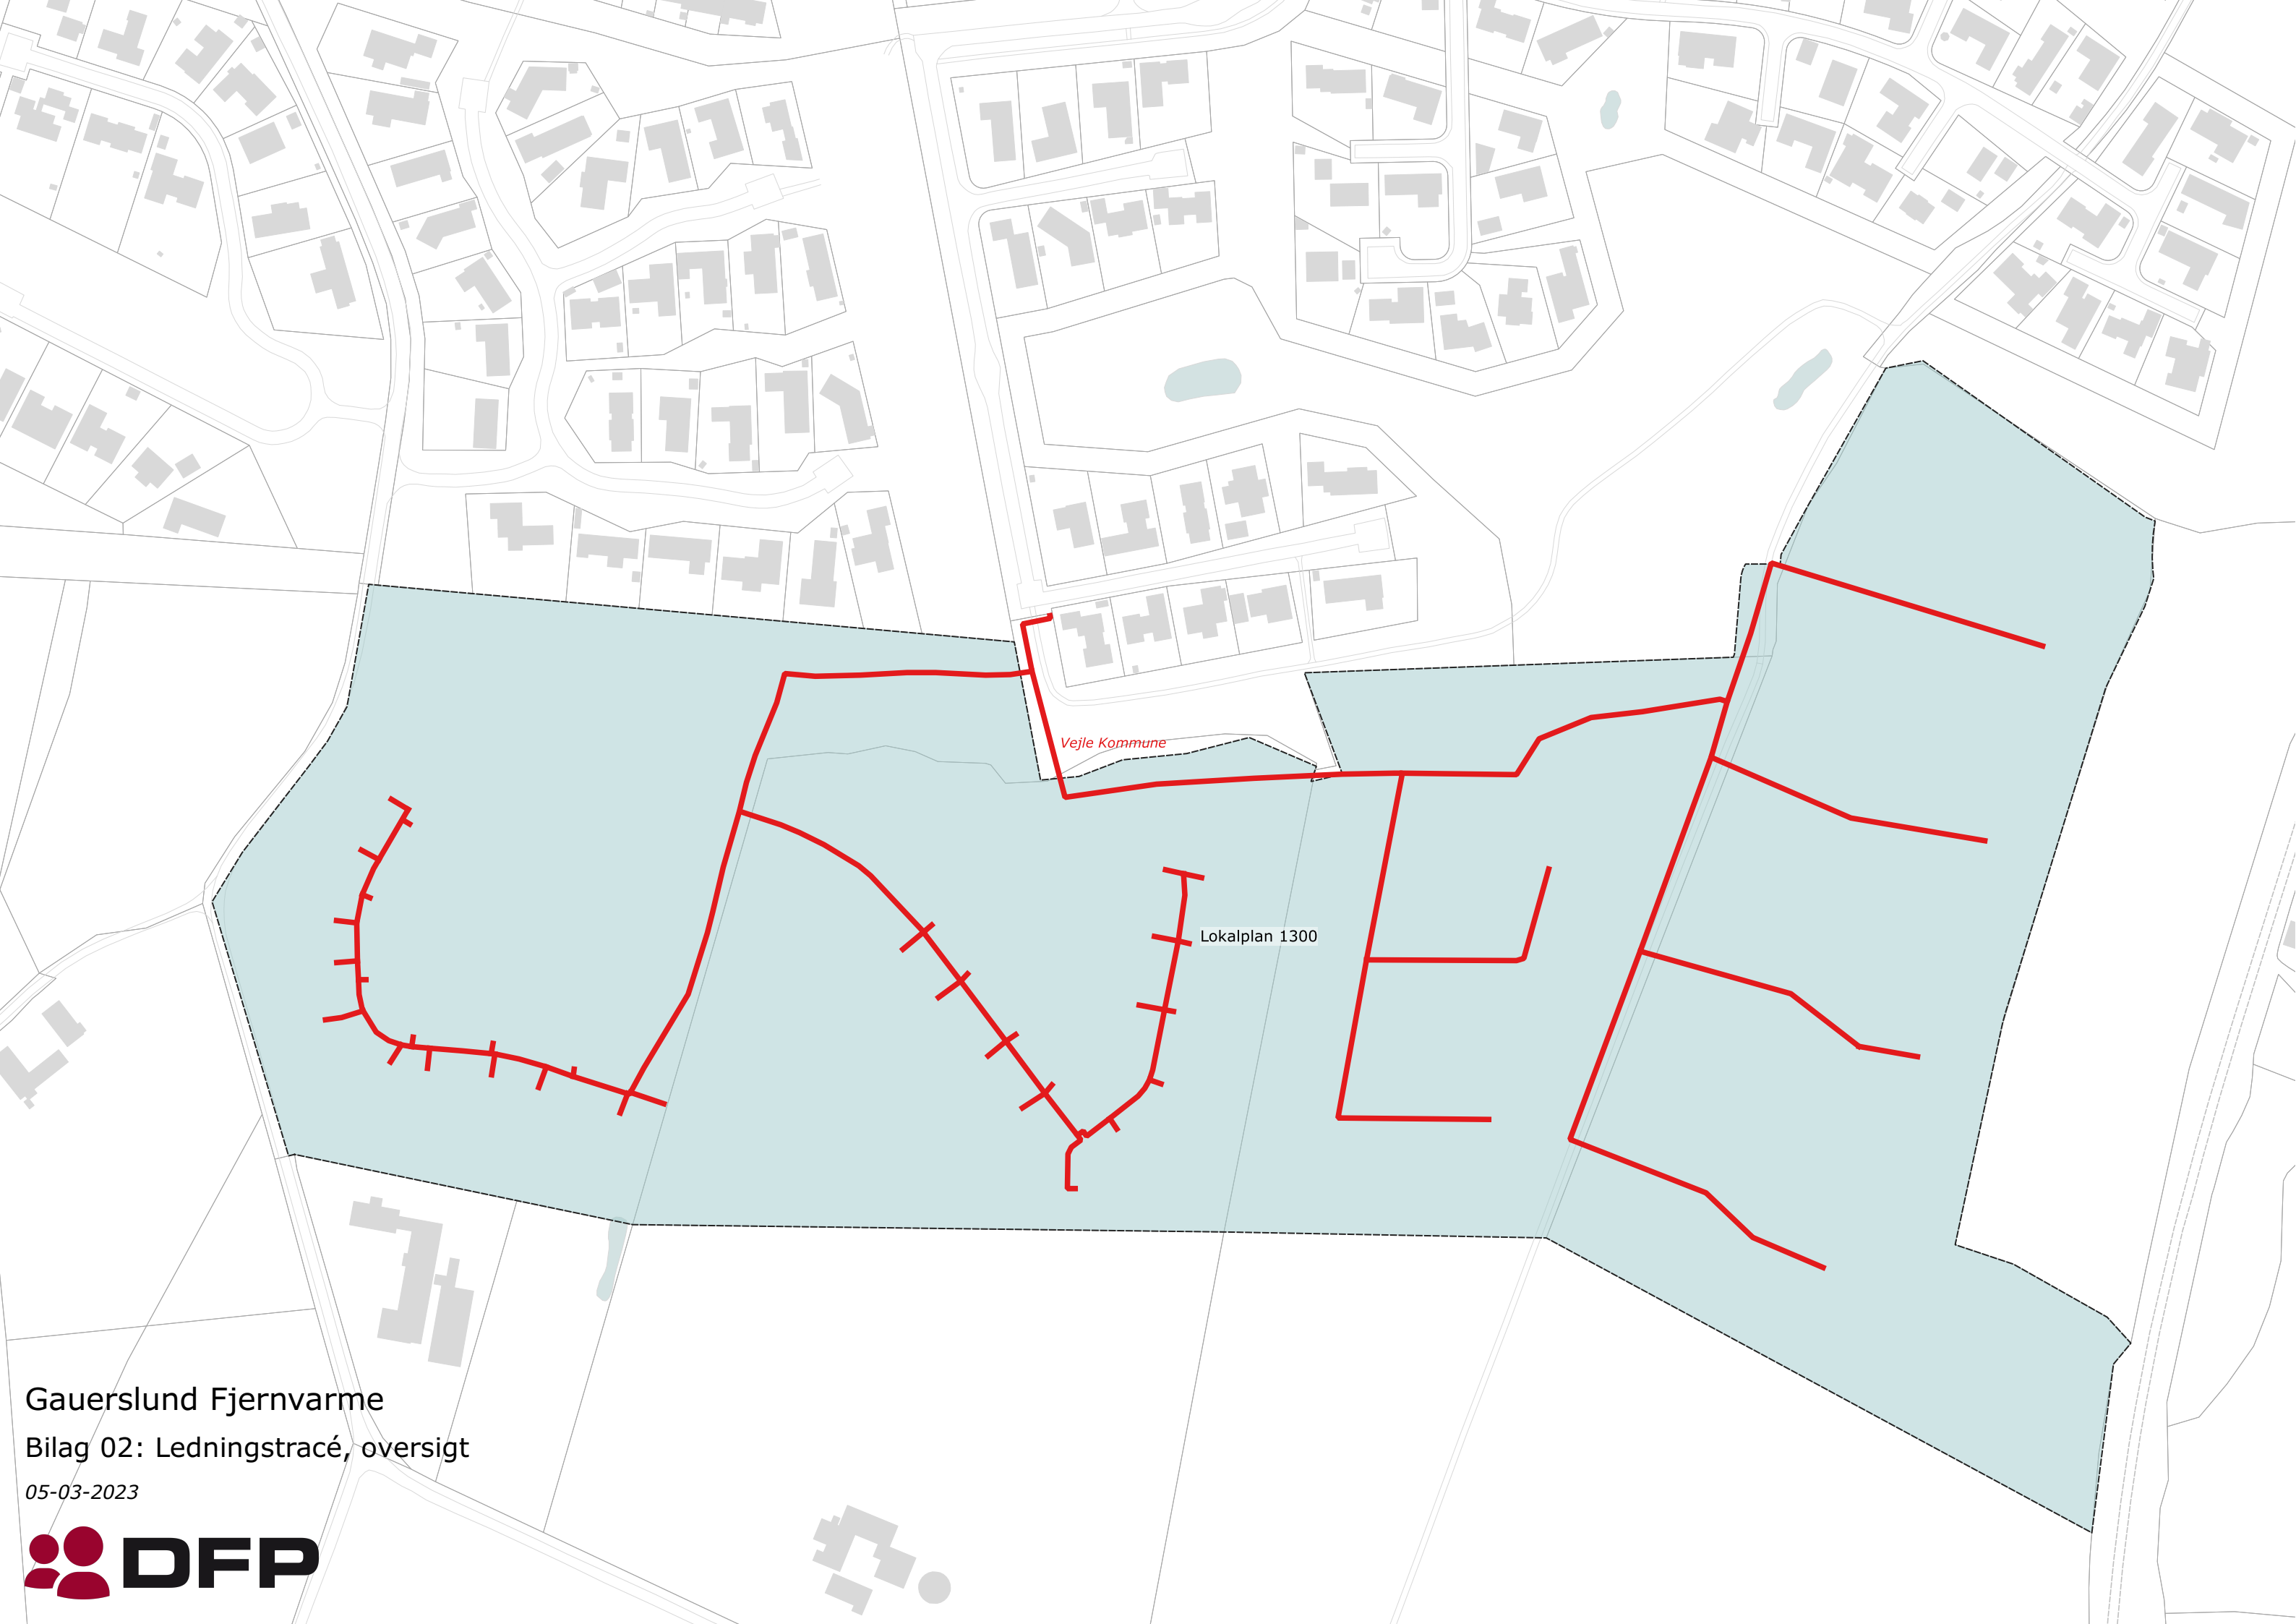 Vejle Kommune
Lokalplan 1300
Gauerslund Fjernvarme
Bilag 02: Ledningstracé, oversigt
05-03-2023
DFP